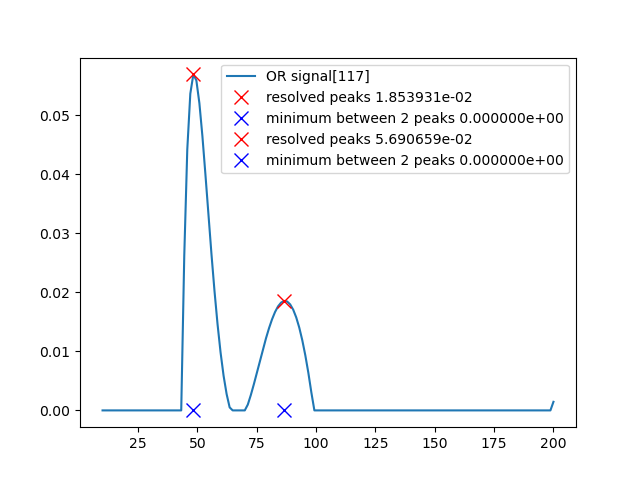 OR signal[117]
resolved peaks 1.853931e-02
minimum between 2 peaks 0.000000e+00
resolved peaks 5.690659e-02
minimum between 2 peaks 0.000000e+00
0.05
0.04
0.03
0.02
0.01
0.00
25 50 75 100 125 150 175 200